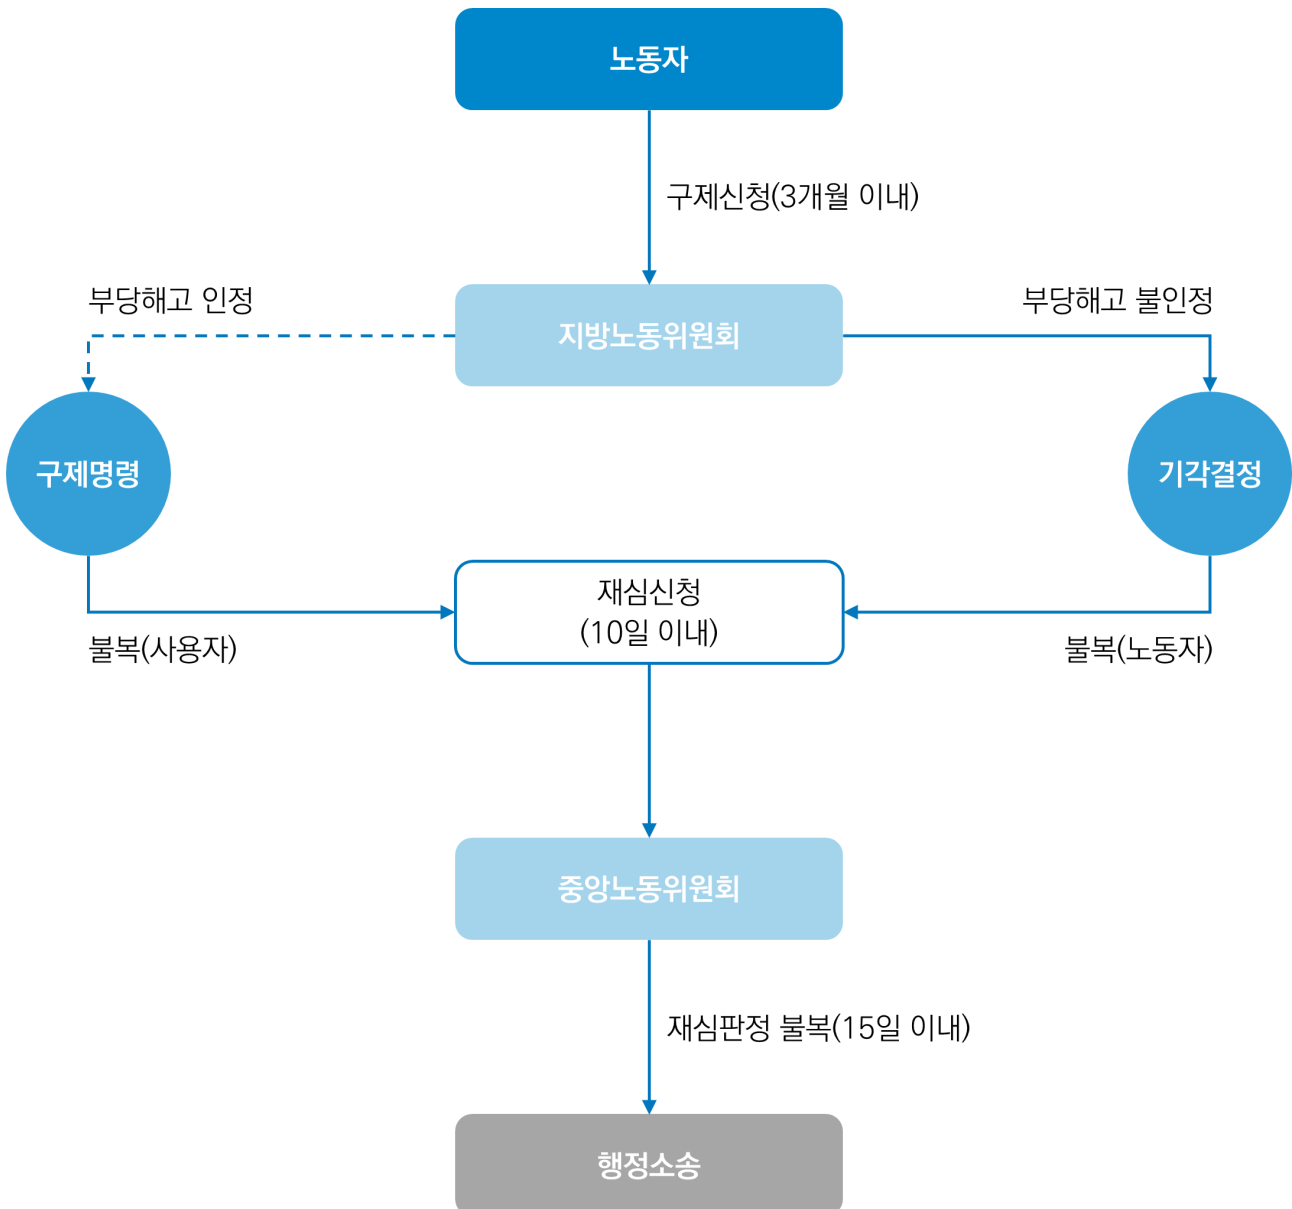 노동자
구제신청(3개월 이내)
부당해고 인정
부당해고 불인정
지방노동위원회
구제명령
기각결정
재심신청
(10일 이내)
불복(사용자)
불복(노동자)
중앙노동위원회
재심판정 불복(15일 이내)
행정소송